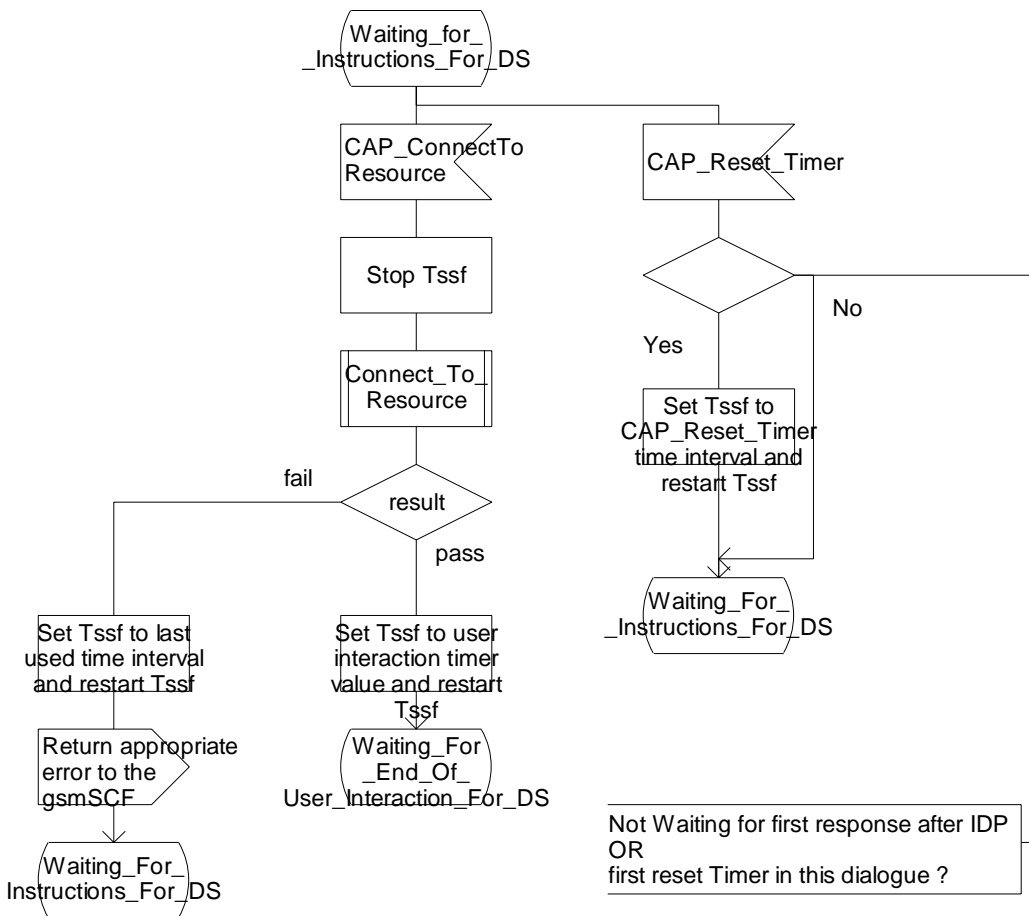 Waiting_for_
_Instructions_For_DS
CAP_ConnectTo
Resource
Stop Tssf
Connect_To_
Resource
result
fail
pass
Set Tssf to last
used time interval
and restart Tssf
Return appropriate
error to the
gsmSCF
Waiting_For_
Instructions_For_DS
Set Tssf to user
interaction timer
value and restart
Tssf
Waiting_For
_End_Of_
User_Interaction_For_DS
CAP_Reset_Timer
No
Yes
Set Tssf to
CAP_Reset_Timer
time interval and
restart Tssf
Waiting_For_
_Instructions_For_DS
Not Waiting for first response after IDP
OR
first reset Timer in this dialogue ?